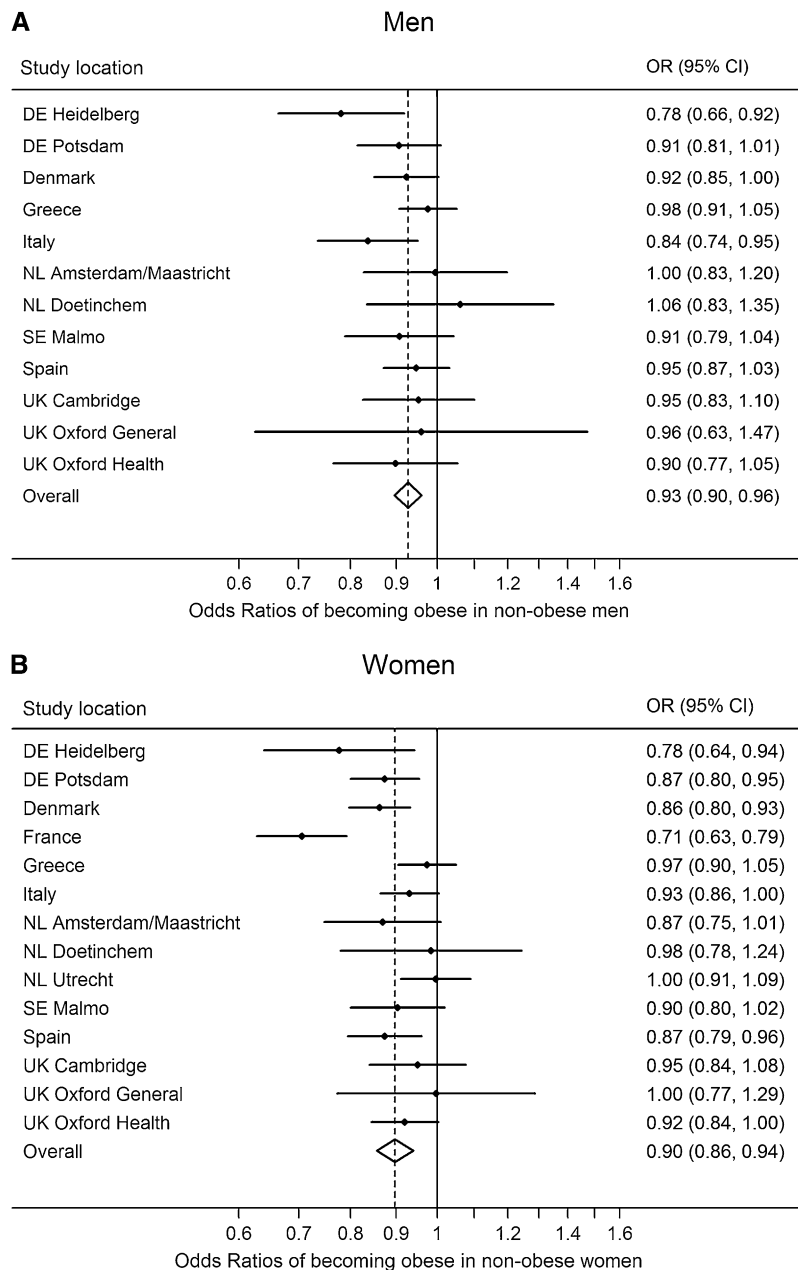 A Men
Study location OR (95% CI)
DE Heidelberg 0.78 (0.66, 0.92)
DE Potsdam 0.91 (0.81, 1.01)
Denmark 0.92 (0.85, 1.00)
Greece 0.98 (0.91, 1.05)
Italy 0.84 (0.74, 0.95)
NL Amsterdam/Maastricht 1.00 (0.83, 1.20)
NL Doetinchem 1.06 (0.83, 1.35)
SE Malmo 0.91 (0.79, 1.04)
Spain 0.95 (0.87, 1.03)
UK Cambridge 0.95 (0.83, 1.10)
UK Oxford General 0.96 (0.63, 1.47)
UK Oxford Health 0.90 (0.77, 1.05)
Overall 0.93 (0.90, 0.96)
0.6 0.7 0.8 0.9 1 1.2 1.4 1.6
Odds Ratios of becoming obese in non-obese men
B Women
Study location OR (95% CI)
DE Heidelberg 0.78 (0.64, 0.94)
DE Potsdam 0.87 (0.80, 0.95)
Denmark 0.86 (0.80, 0.93)
France 0.71 (0.63, 0.79)
Greece 0.97 (0.90, 1.05)
Italy 0.93 (0.86, 1.00)
NL Amsterdam/Maastricht 0.87 (0.75, 1.01)
NL Doetinchem 0.98 (0.78, 1.24)
NL Utrecht 1.00 (0.91, 1.09)
SE Malmo 0.90 (0.80, 1.02)
Spain 0.87 (0.79, 0.96)
UK Cambridge 0.95 (0.84, 1.08)
UK Oxford General 1.00 (0.77, 1.29)
UK Oxford Health 0.92 (0.84, 1.00)
Overall 0.90 (0.86, 0.94)
0.6 0.7 0.8 0.9 1 1.2 1.4 1.6
Odds Ratios of becoming obese in non-obese women